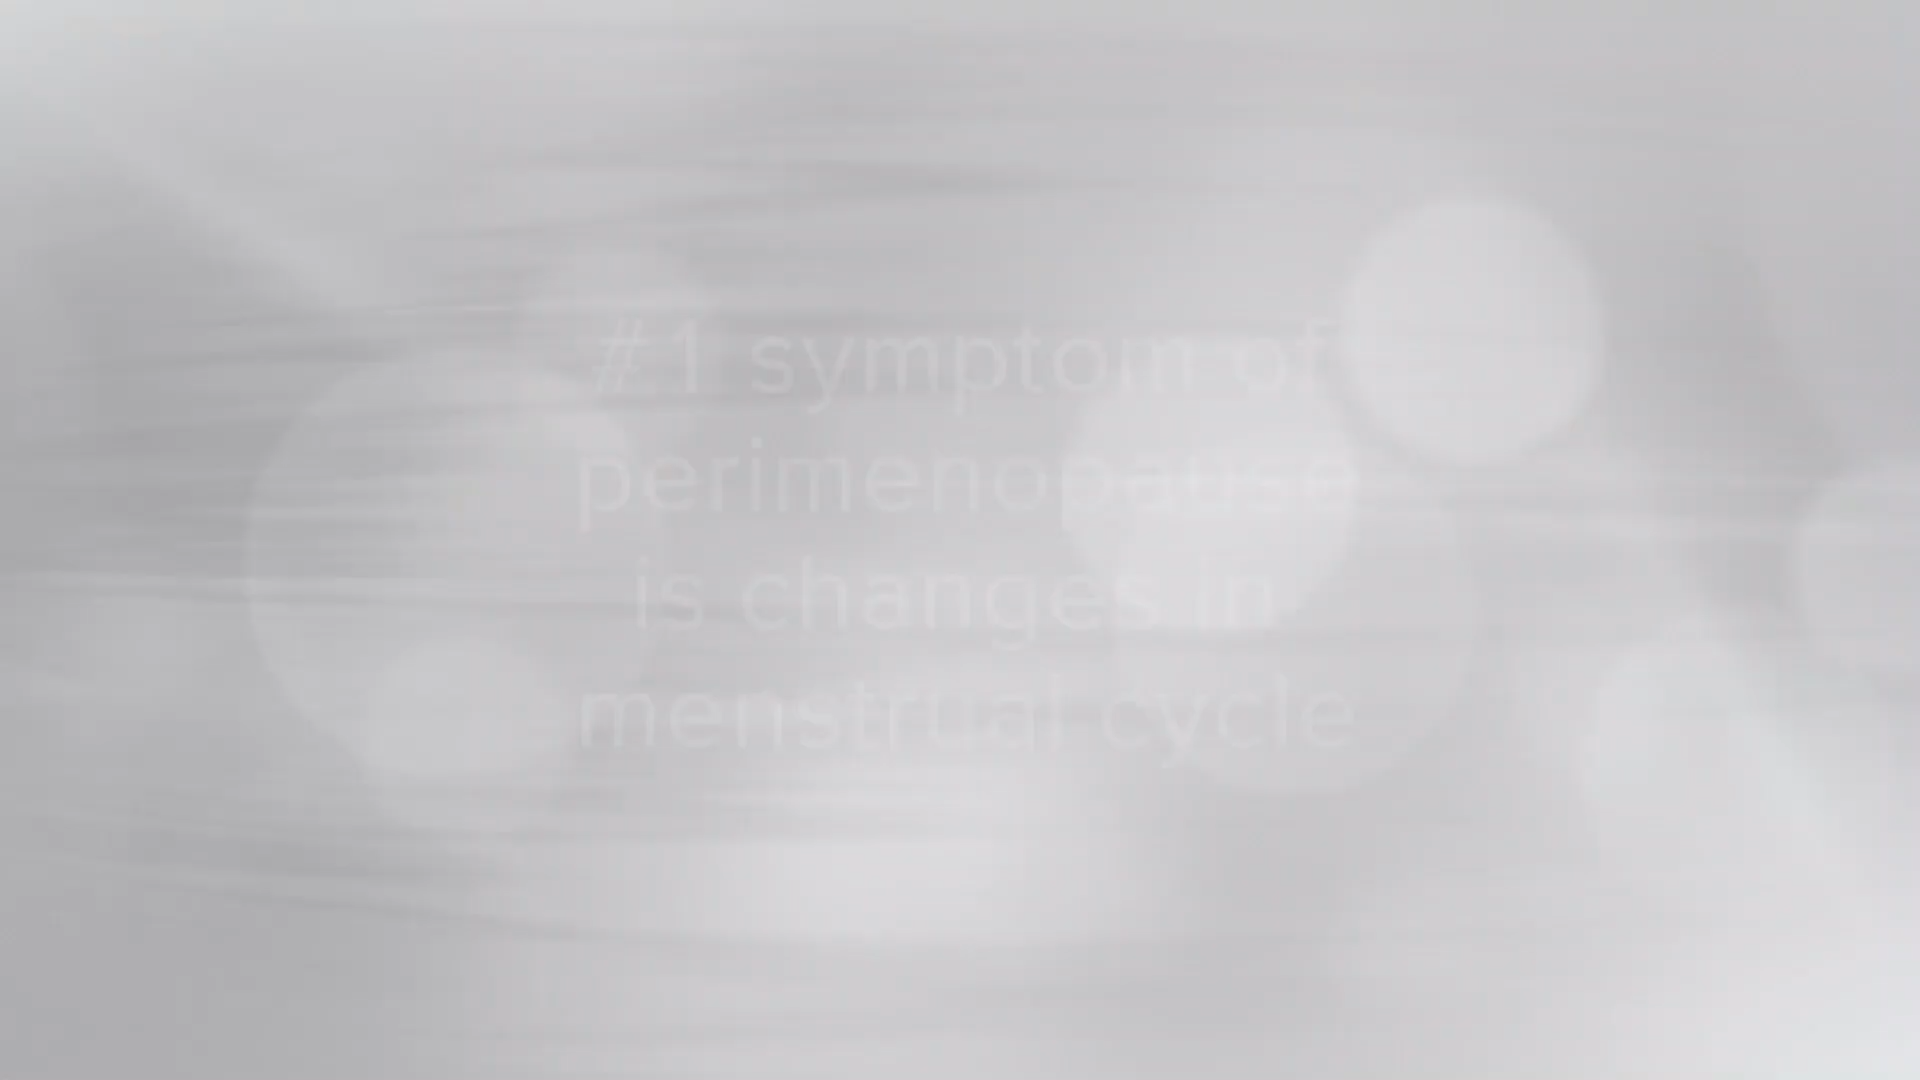 #1 symptom of
perimenopause
is changes in
menstrual cycle